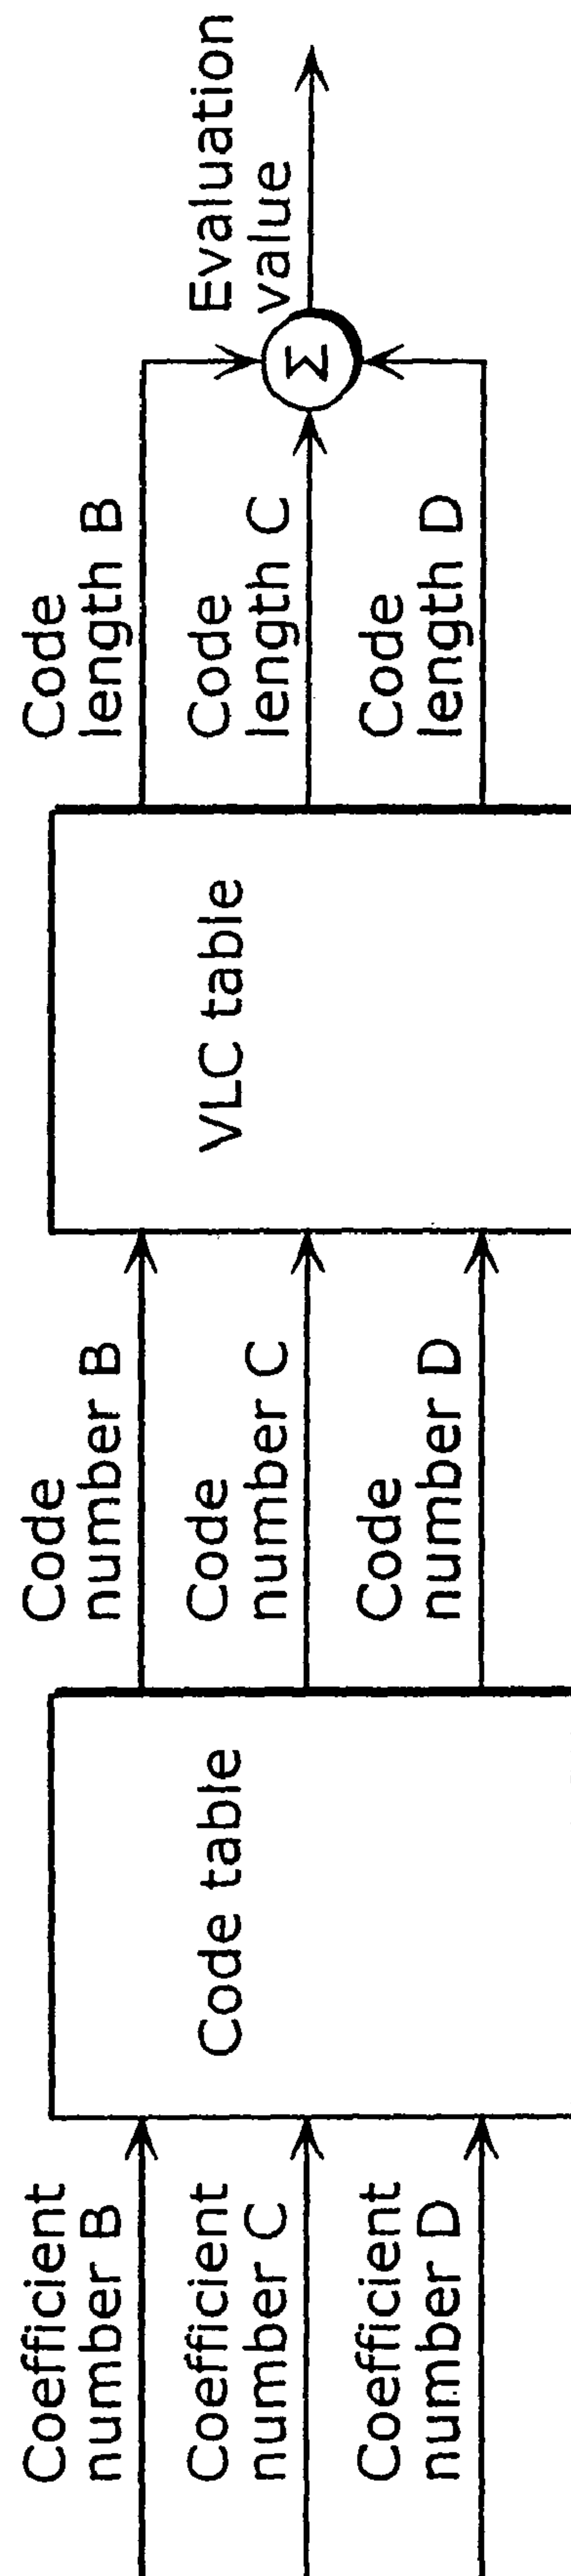 Coefficient
number B
Coefficient
number C
Coefficient
number D
Code table
Code
number B
Code
number C
Code
number D
VLC table
Code
length B
Code
length C
Code
length D
Σ
Evaluation
value